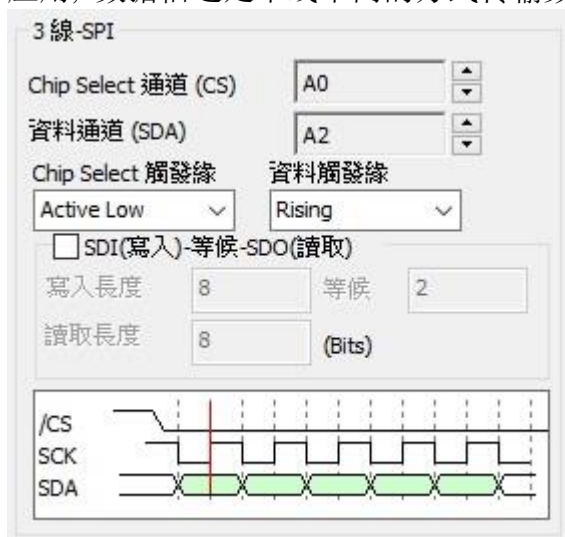 3 線-SPI
Chip Select 通道 (CS) A0
資料通道 (SDA) A2
Chip Select 觸發緣 資料觸發緣
Active Low Rising
SDI(寫入)-等候-SDO(讀取)
寫入長度 8 等候 2
讀取長度 8 (Bits)
/CS
SCK
SDA